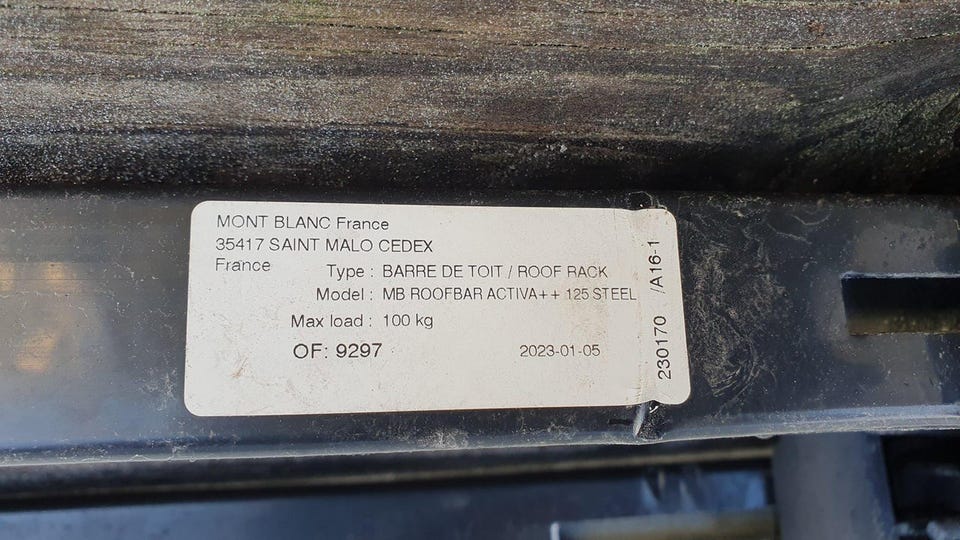 MONT BLANC France
35417 SAINT MALO CEDEX
France
Type : BARRE DE TOIT / ROOF RACK
Model : MB ROOFBAR ACTIVA++ 125 STEEL
Max load : 100 kg
OF: 9297 2023-01-05
230170 /A16-1